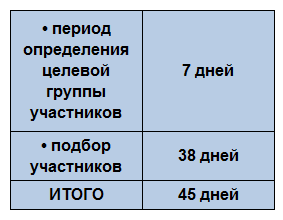 • период
определения
целевой
группы
участников
7 дней
• подбор
участников
38 дней
ИТОГО
45 дней